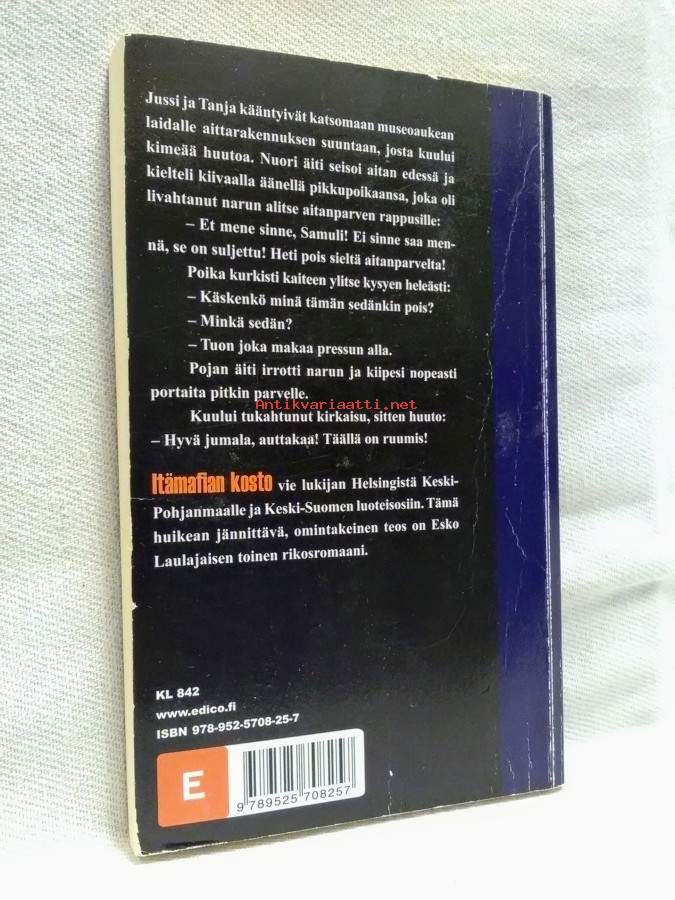 Jussi ja Tanja kääntyivät katsomaan museoaukean
laidalle aittarakennuksen suuntaan, josta kuului
kimeää huutoa. Nuori äiti seisoi aitan edessä ja
kielteli kiivaalla äänellä pikkupoikaansa, joka oli
livahtanut narun alitse aitanparven rappusille:
– Et mene sinne, Samuli! Ei sinne saa men-
nä, se on suljettu! Heti pois sieltä aitanparvelta!
Poika kurkisti kaiteen ylitse kysyen heleästi:
– Käskenkö minä tämän sedänkin pois?
– Minkä sedän?
– Tuon joka makaa pressun alla.
Pojan äiti irrotti narun ja kiipesi nopeasti
portaita pitkin parvelle.
Antikvariaatti.net
Kuului tukahtunut kirkaisu, sitten huuto:
– Hyvä jumala, auttakaa! Täällä on ruumis!
Itämafian kosto vie lukijan Helsingistä Keski-
Pohjanmaalle ja Keski-Suomen luoteisosiin. Tämä
huikean jännittävä, omintakeinen teos on Esko
Laulajaisen toinen rikosromaani.
KL 842
www.edico.fi
ISBN 978-952-5708-25-7
E
9 789525 708257